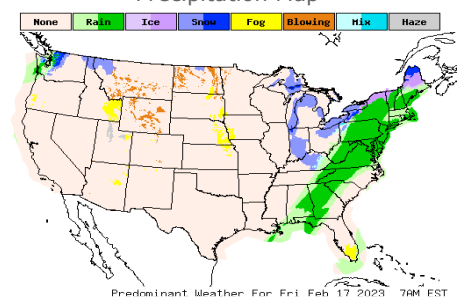 Precipitation Map
None Rain Ice Snow Fog Blowing Mix Haze
Predominant Weather For Fri Feb 17 2023 7AM EST